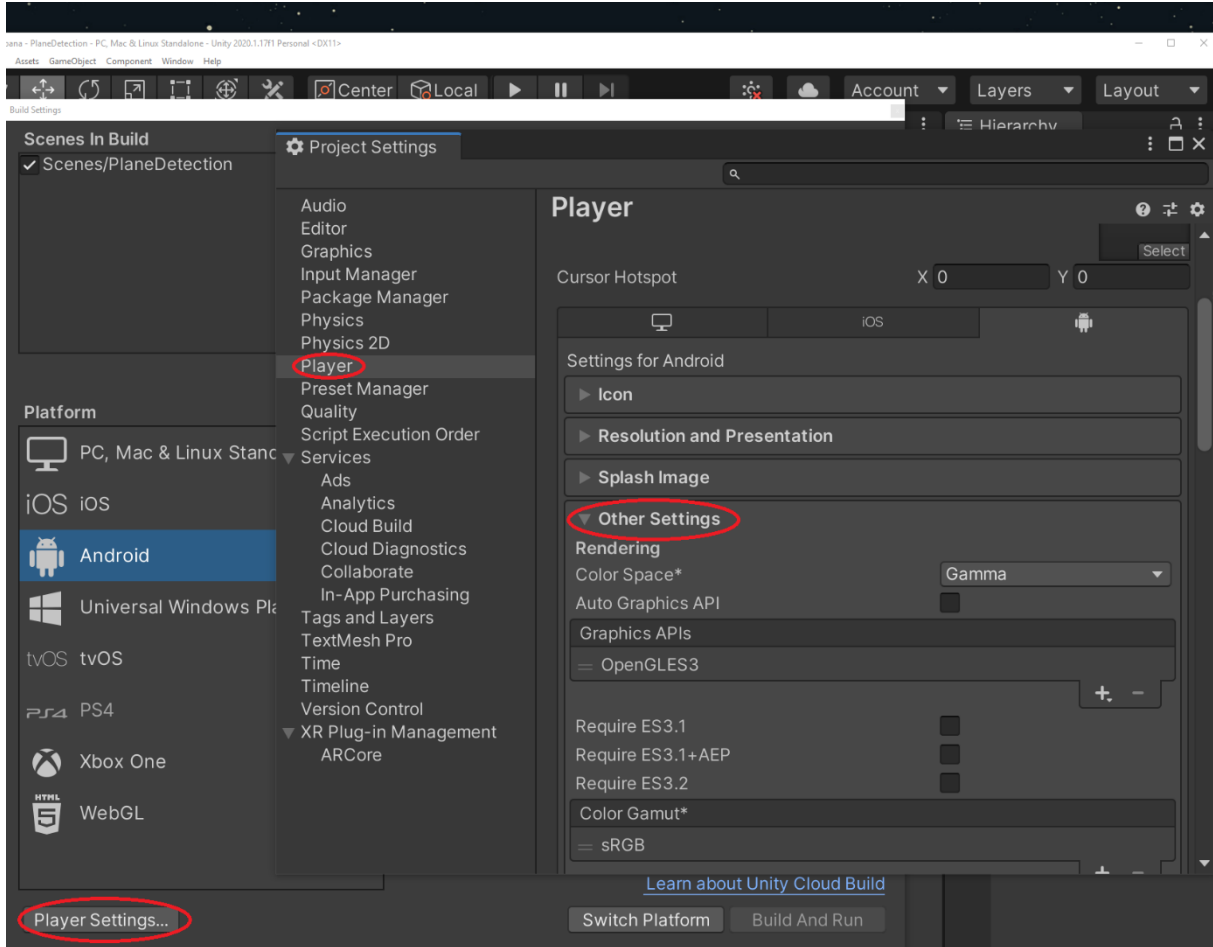 pana - PlaneDetection - PC, Mac & Linux Standalone - Unity 2020.1.17f1 Personal <DX11>
Assets GameObject Component Window Help
Center Local Account Layers Layout
Build Settings
Hierarchy
Scenes In Build
Scenes/PlaneDetection
Project Settings
Audio
Editor
Graphics
Input Manager
Package Manager
Physics
Physics 2D
Player
Preset Manager
Quality
Script Execution Order
Services
Ads
Analytics
Cloud Build
Cloud Diagnostics
Collaborate
In-App Purchasing
Tags and Layers
TextMesh Pro
Time
Timeline
Version Control
XR Plug-in Management
ARCore
Player
Select
Cursor Hotspot X 0 Y 0
iOS
Settings for Android
Icon
Resolution and Presentation
Splash Image
Other Settings
Rendering
Color Space* Gamma
Auto Graphics API
Graphics APIs
OpenGLES3
Require ES3.1
Require ES3.1+AEP
Require ES3.2
Color Gamut*
sRGB
Platform
PC, Mac & Linux Stand
iOS iOS
Android
Universal Windows Pla
tvOS tvOS
PS4 PS4
Xbox One
HTML
5 WebGL
Learn about Unity Cloud Build
Player Settings...
Switch Platform Build And Run